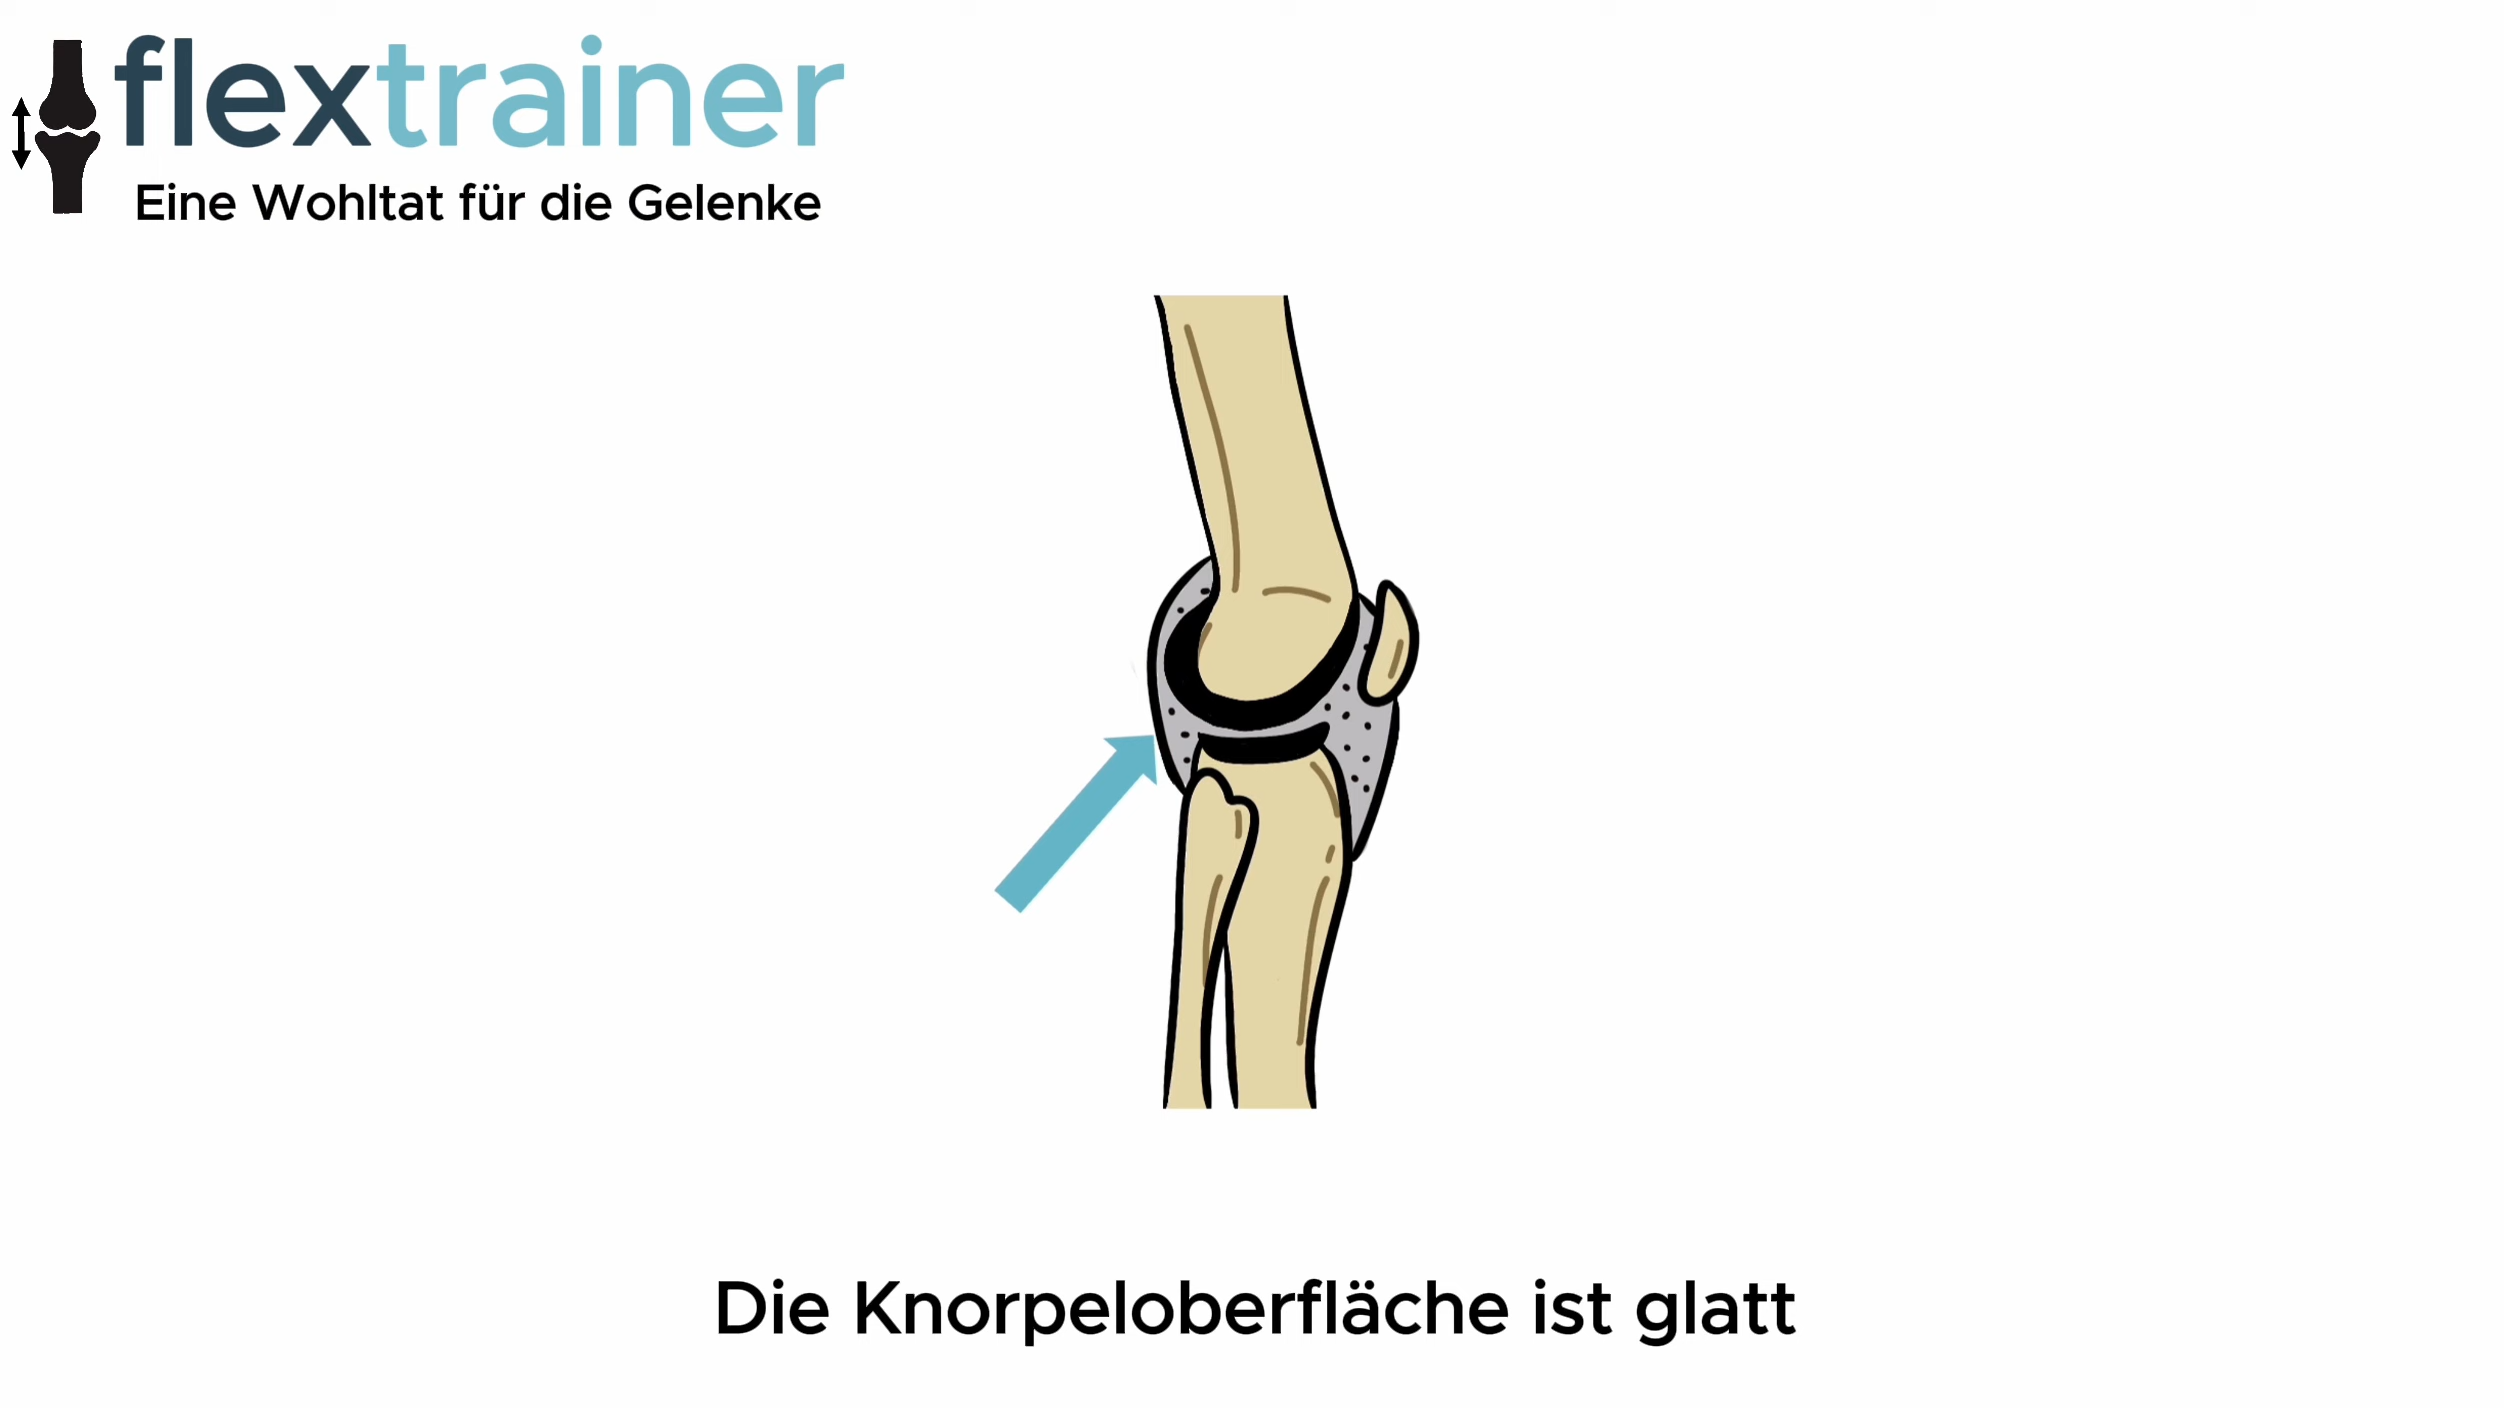 flextrainer
Eine Wohltat für die Gelenke
Die Knorpeloberfläche ist glatt